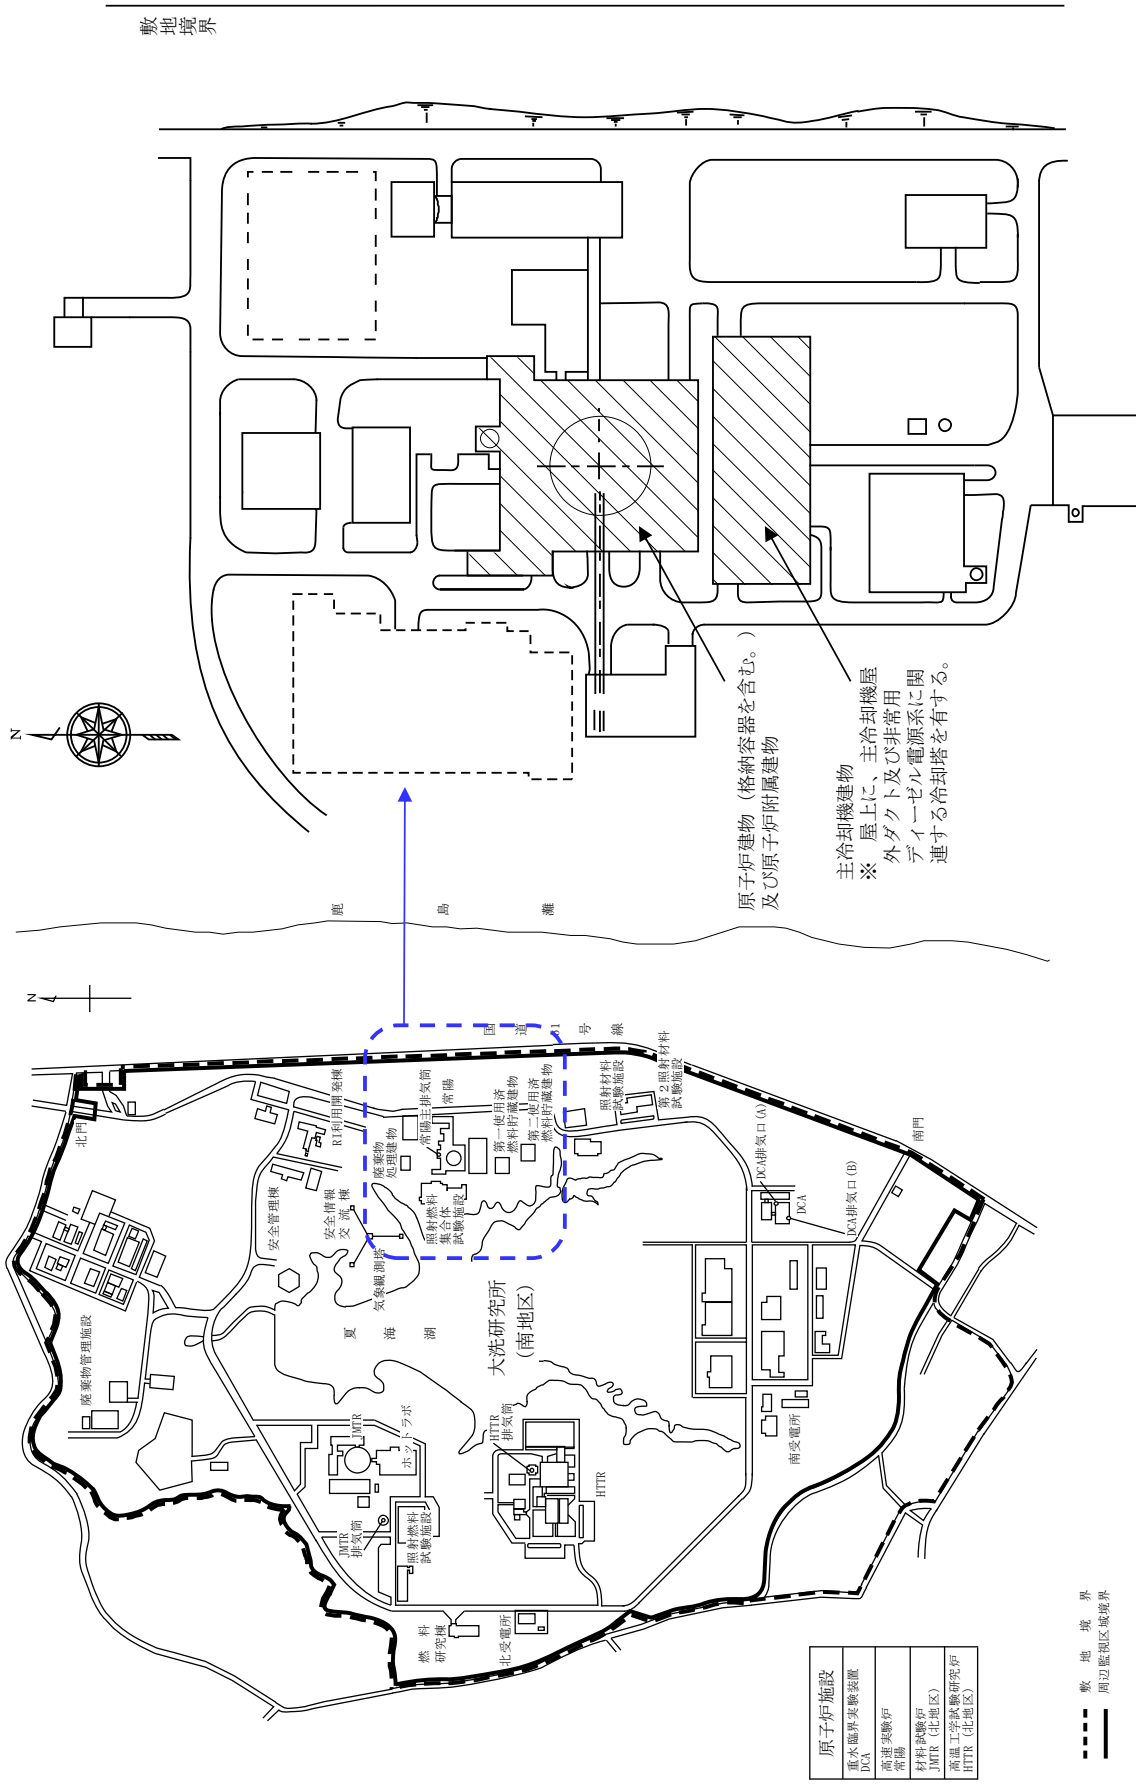 敷地境界
N
原子炉建物（格納容器を含む。）
及び原子炉附属建物
主冷却機建物
※　屋上に、主冷却機屋
外ダクト及び非常用
ディーゼル電源系に関
連する冷却塔を有する。
鹿島灘
N
国道51号線
北門
RI利用開発棟
安全管理棟
安全情報
交流棟
気象観測塔
廃棄物
処理建物
常陽主排気筒
常陽
照射燃料
集合体
試験施設
第一使用済
燃料貯蔵建物
第二使用済
燃料貯蔵建物
照射材料
試験施設
第２照射材料
試験施設
DCA排気口(A)
DCA
DCA排気口(B)
南門
廃棄物管理施設
夏海湖
大洗研究所
(南地区)
JMTR
ホットラボ
JMTR
排気筒
照射燃料
試験施設
HTTR
排気筒
HTTR
南受電所
燃料
研究棟
北受電所
原子炉施設
重水臨界実験装置
DCA
高速実験炉
常陽
材料試験炉
JMTR (北地区)
高温工学試験研究炉
HTTR (北地区)
敷地境界
周辺監視区域境界